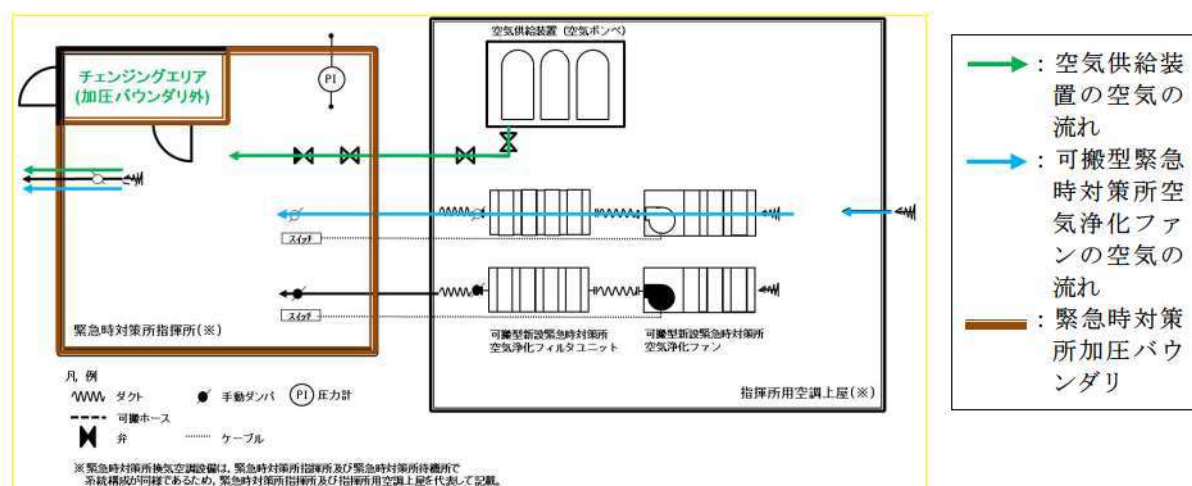 空気供給装置(空気ボンベ)
チェンジングエリア
(加圧バウンダリ外)
PI
スイッチ
スイッチ
可搬型新設緊急時対策所
空気浄化フィルタユニット
可搬型新設緊急時対策所
空気浄化ファン
緊急時対策所指揮所(※)
指揮所用空調上屋(※)
凡 例
ダクト
手動ダンパ
PI
圧力計
可搬ホース
弁
ケーブル
※緊急時対策所換気空調設備は、緊急時対策所指揮所及び緊急時対策所待機所で
系統構成が同様であるため、緊急時対策所指揮所及び指揮所用空調上屋を代表して記載。
:空気供給装
置の空気の
流れ
:可搬型緊急
時対策所空
気浄化ファ
ンの空気の
流れ
:緊急時対策
所加圧バウ
ンダリ